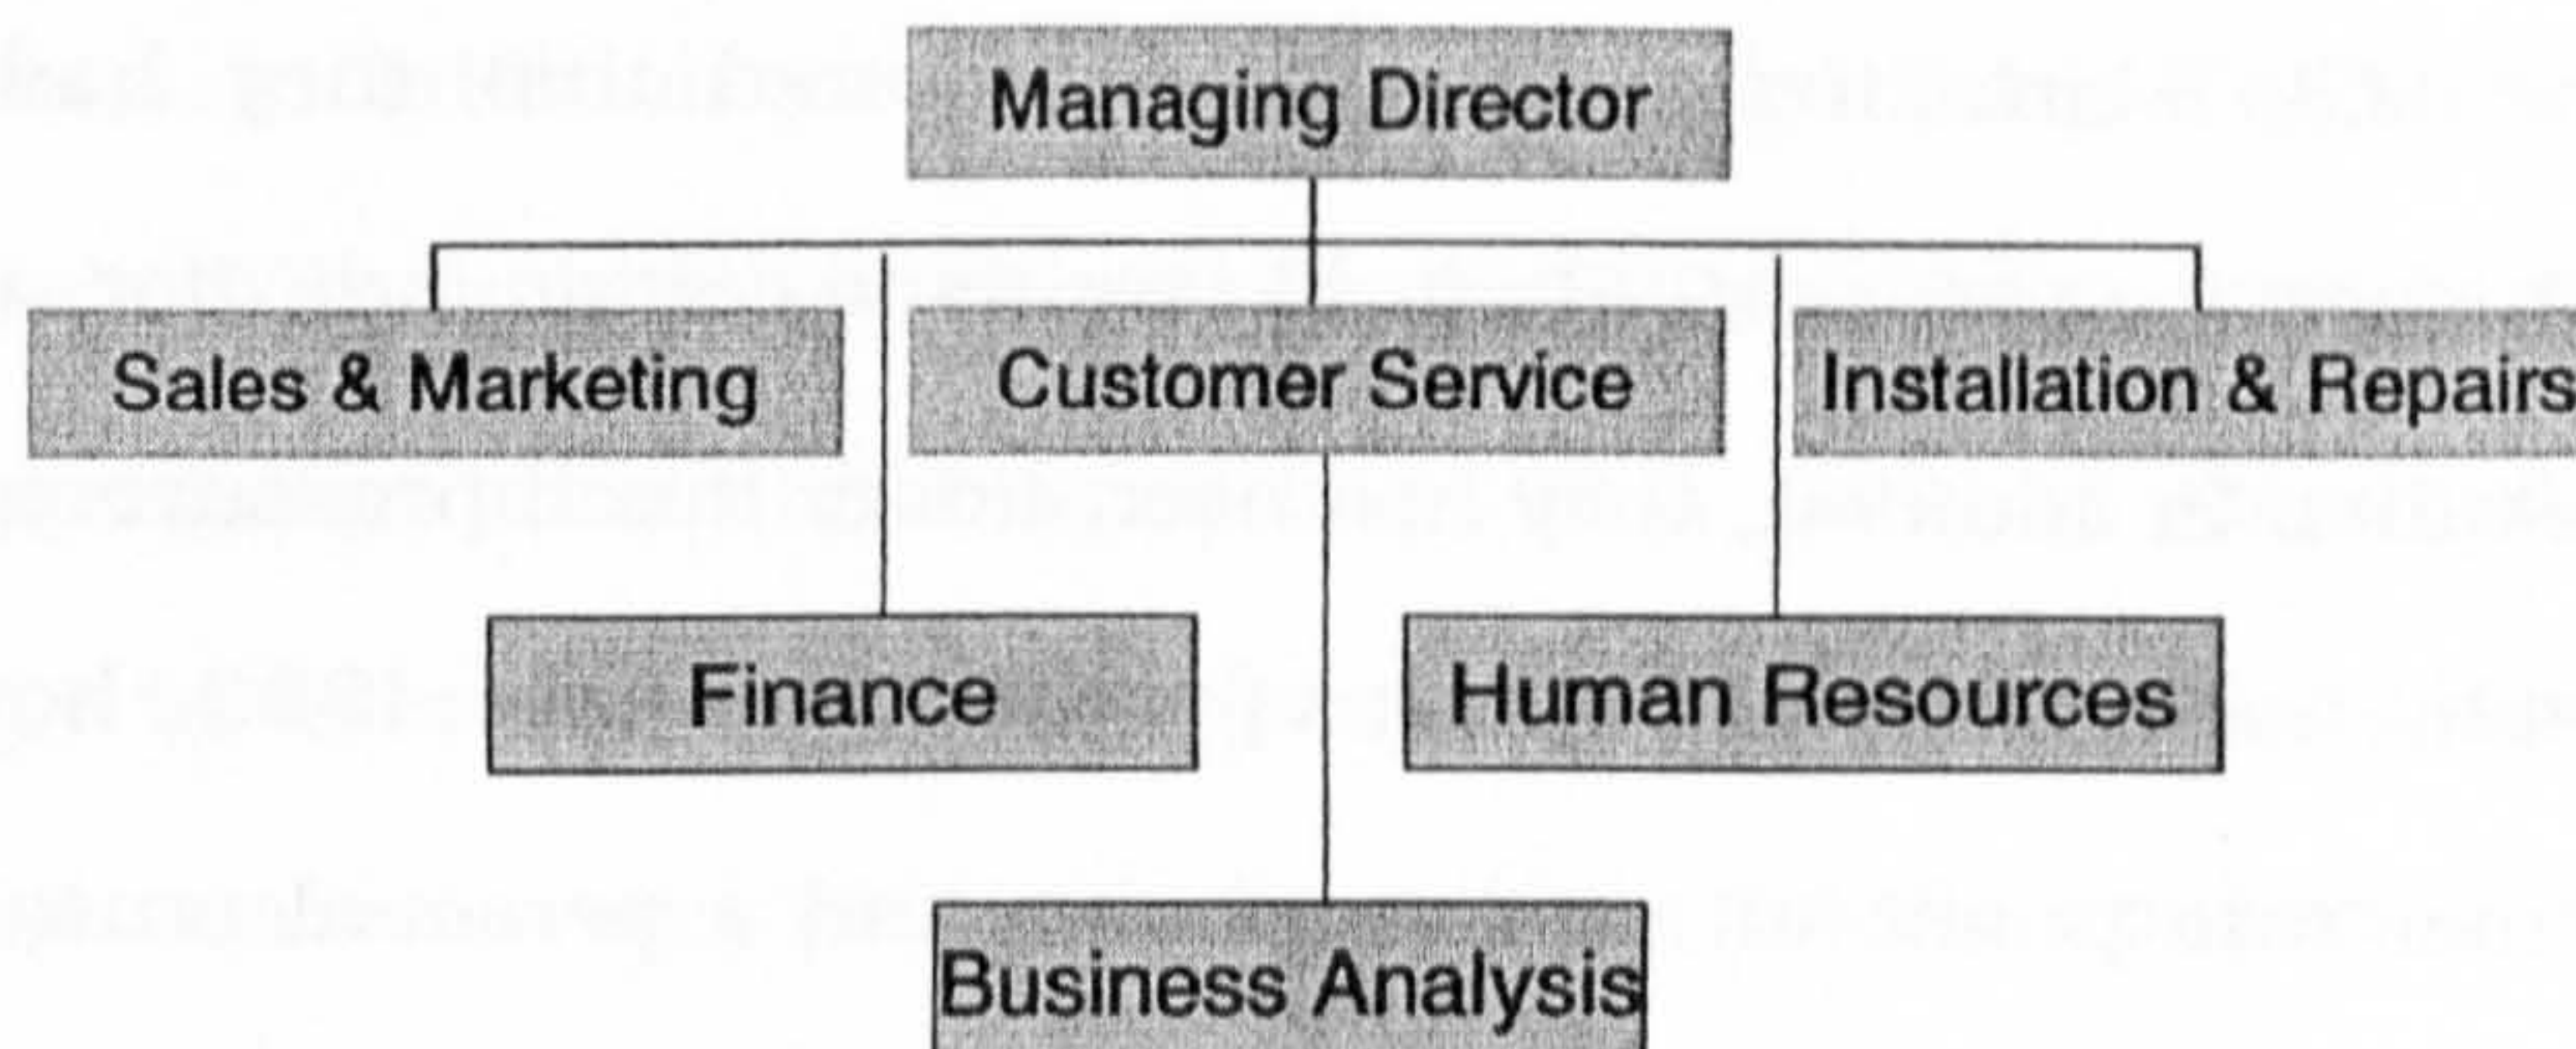 Managing Director
Sales & Marketing
Customer Service
Installation & Repairs
Finance
Human Resources
Business Analysis